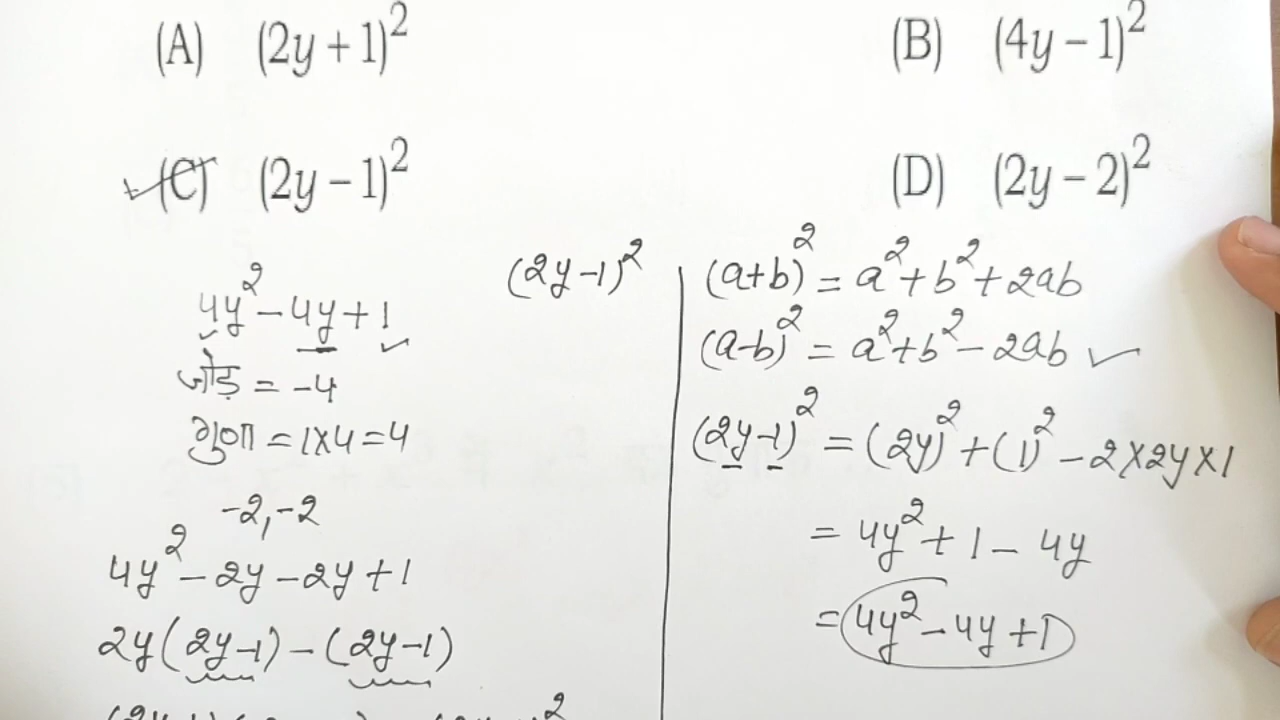 (A) (2y + 1)²
(B) (4y – 1)²
(C) (2y – 1)²
(D) (2y – 2)²
4y² – 4y + 1
जोड़ = –4
गुणा = 1×4 = 4
–2, –2
4y² – 2y – 2y + 1
2y(2y–1) – (2y–1)
(2y–1)²
(a+b)² = a² + b² + 2ab
(a–b)² = a² + b² – 2ab ✓
(2y–1)² = (2y)² + (1)² – 2×2y×1
= 4y² + 1 – 4y
= 4y² – 4y + 1